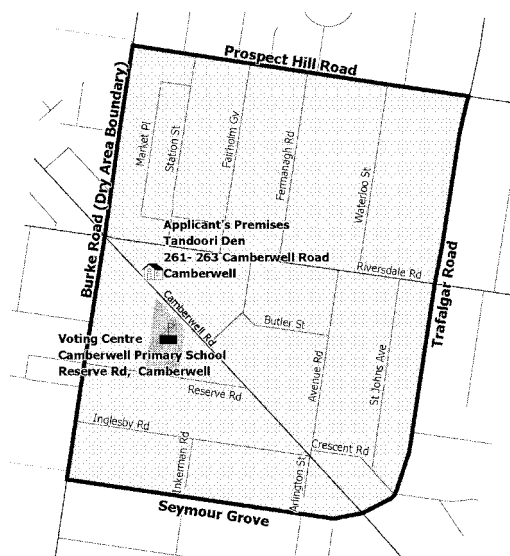 Prospect Hill Road
Burke Road (Dry Area Boundary)
Market Pl
Station St
Fairholm Gv
Fermanagh Rd
Waterloo St
Applicant's Premises
Tandoori Den
261- 263 Camberwell Road
Camberwell
Riversdale Rd
Trafalgar Road
Camberwell Rd
Butler St
Voting Centre
Camberwell Primary School
Reserve Rd, Camberwell
P
Reserve Rd
Avenue Rd
St Johns Ave
Inglesby Rd
Inkerman Rd
Crescent Rd
Arlington St
Seymour Grove